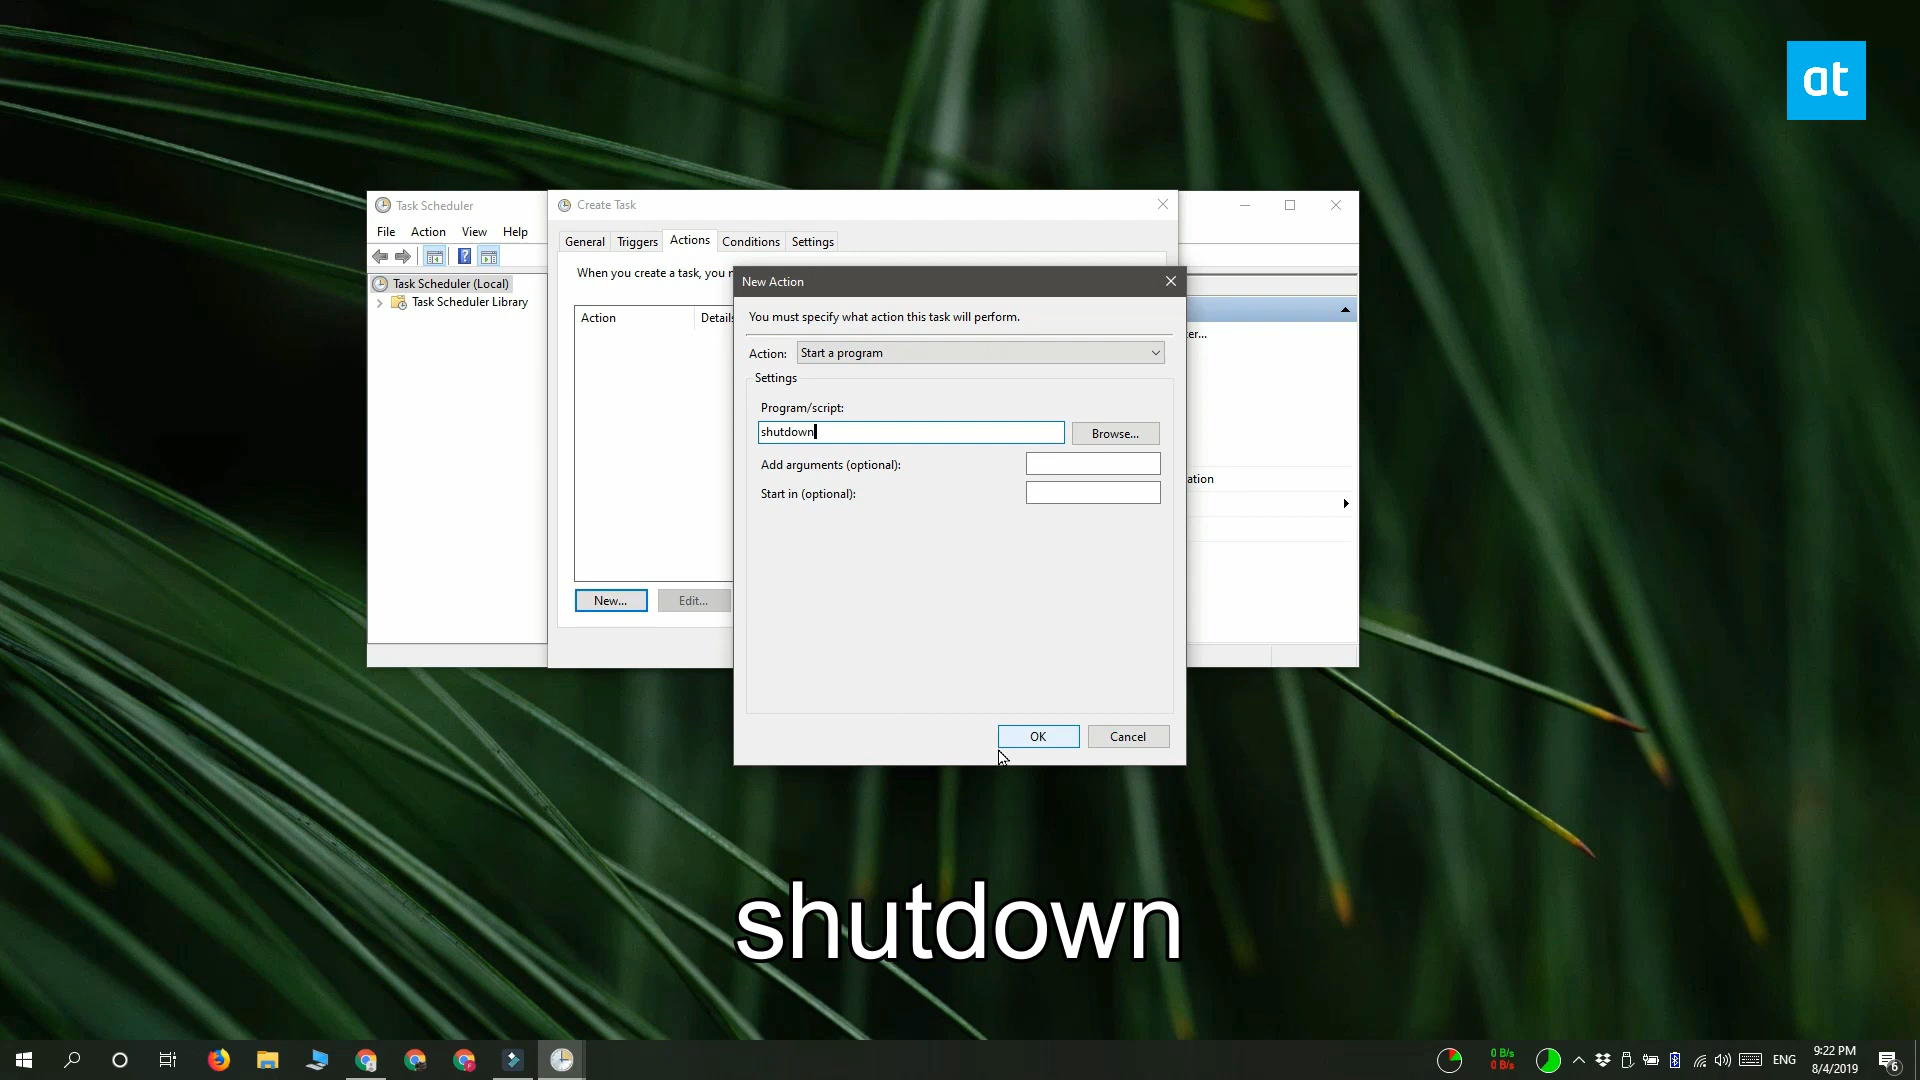 at
Task Scheduler
File Action View Help
Task Scheduler (Local)
Task Scheduler Library
Create Task
General Triggers Actions Conditions Settings
When you create a task, you
Action Details
New... Edit...
New Action
You must specify what action this task will perform.
Action: Start a program
Settings
Program/script:
shutdown Browse...
Add arguments (optional):
Start in (optional):
OK Cancel
er...
ation
shutdown
0 B/s
0 B/s
ENG
9:22 PM
8/4/2019
6